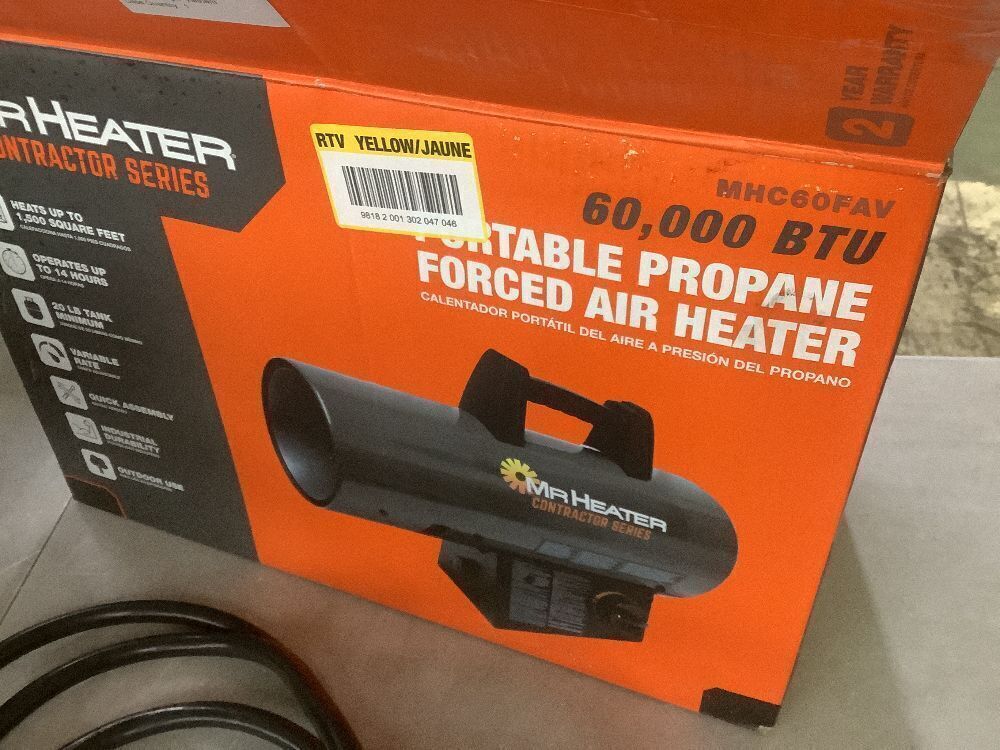 2 YEAR
WARRANTY
R HEATER
ONTRACTOR SERIES
RTV YELLOW/JAUNE
9818 2 001 302 047 046
MHC60FAV
60,000 BTU
PORTABLE PROPANE
FORCED AIR HEATER
CALENTADOR PORTÁTIL DEL AIRE A PRESIÓN DEL PROPANO
HEATS UP TO
1,500 SQUARE FEET
OPERATES UP
TO 14 HOURS
20 LB TANK
MINIMUM
VARIABLE
RATE
QUICK ASSEMBLY
INDUSTRIAL
DURABILITY
OUTDOOR USE
MR HEATER
CONTRACTOR SERIES